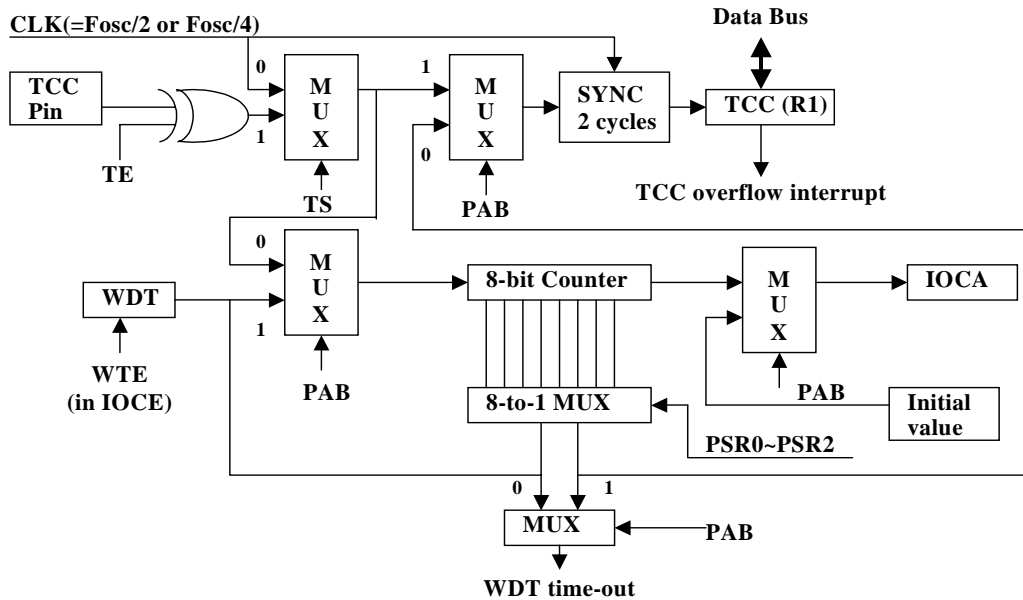 CLK(=Fosc/2 or Fosc/4)
Data Bus
TCC
Pin
0
1
M
U
X
1
0
M
U
X
SYNC
2 cycles
TCC (R1)
TE
TS
PAB
TCC overflow interrupt
0
1
M
U
X
WDT
8-bit Counter
M
U
X
IOCA
WTE
(in IOCE)
PAB
8-to-1 MUX
PAB
Initial
value
PSR0~PSR2
0
1
MUX
PAB
WDT time-out